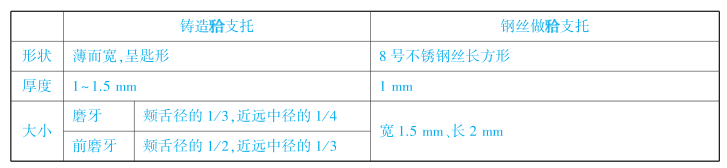 铸造𬌗支托 钢丝做𬌗支托
形状 薄而宽,呈匙形 8 号不锈钢丝长方形
厚度 1~1.5 mm 1 mm
大小 磨牙 颊舌径的 1/3,近远中径的 1/4 宽 1.5 mm、长 2 mm
前磨牙 颊舌径的 1/2,近远中径的 1/3